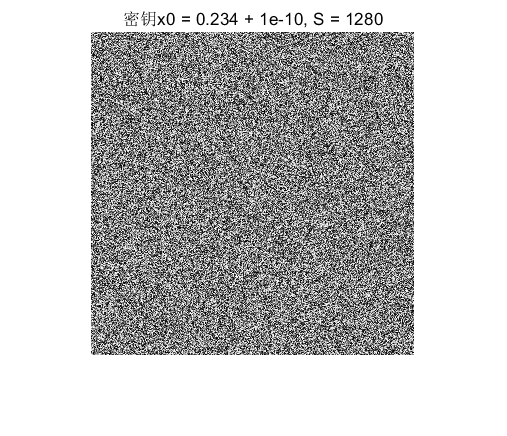 密钥x0 = 0.234 + 1e-10, S = 1280